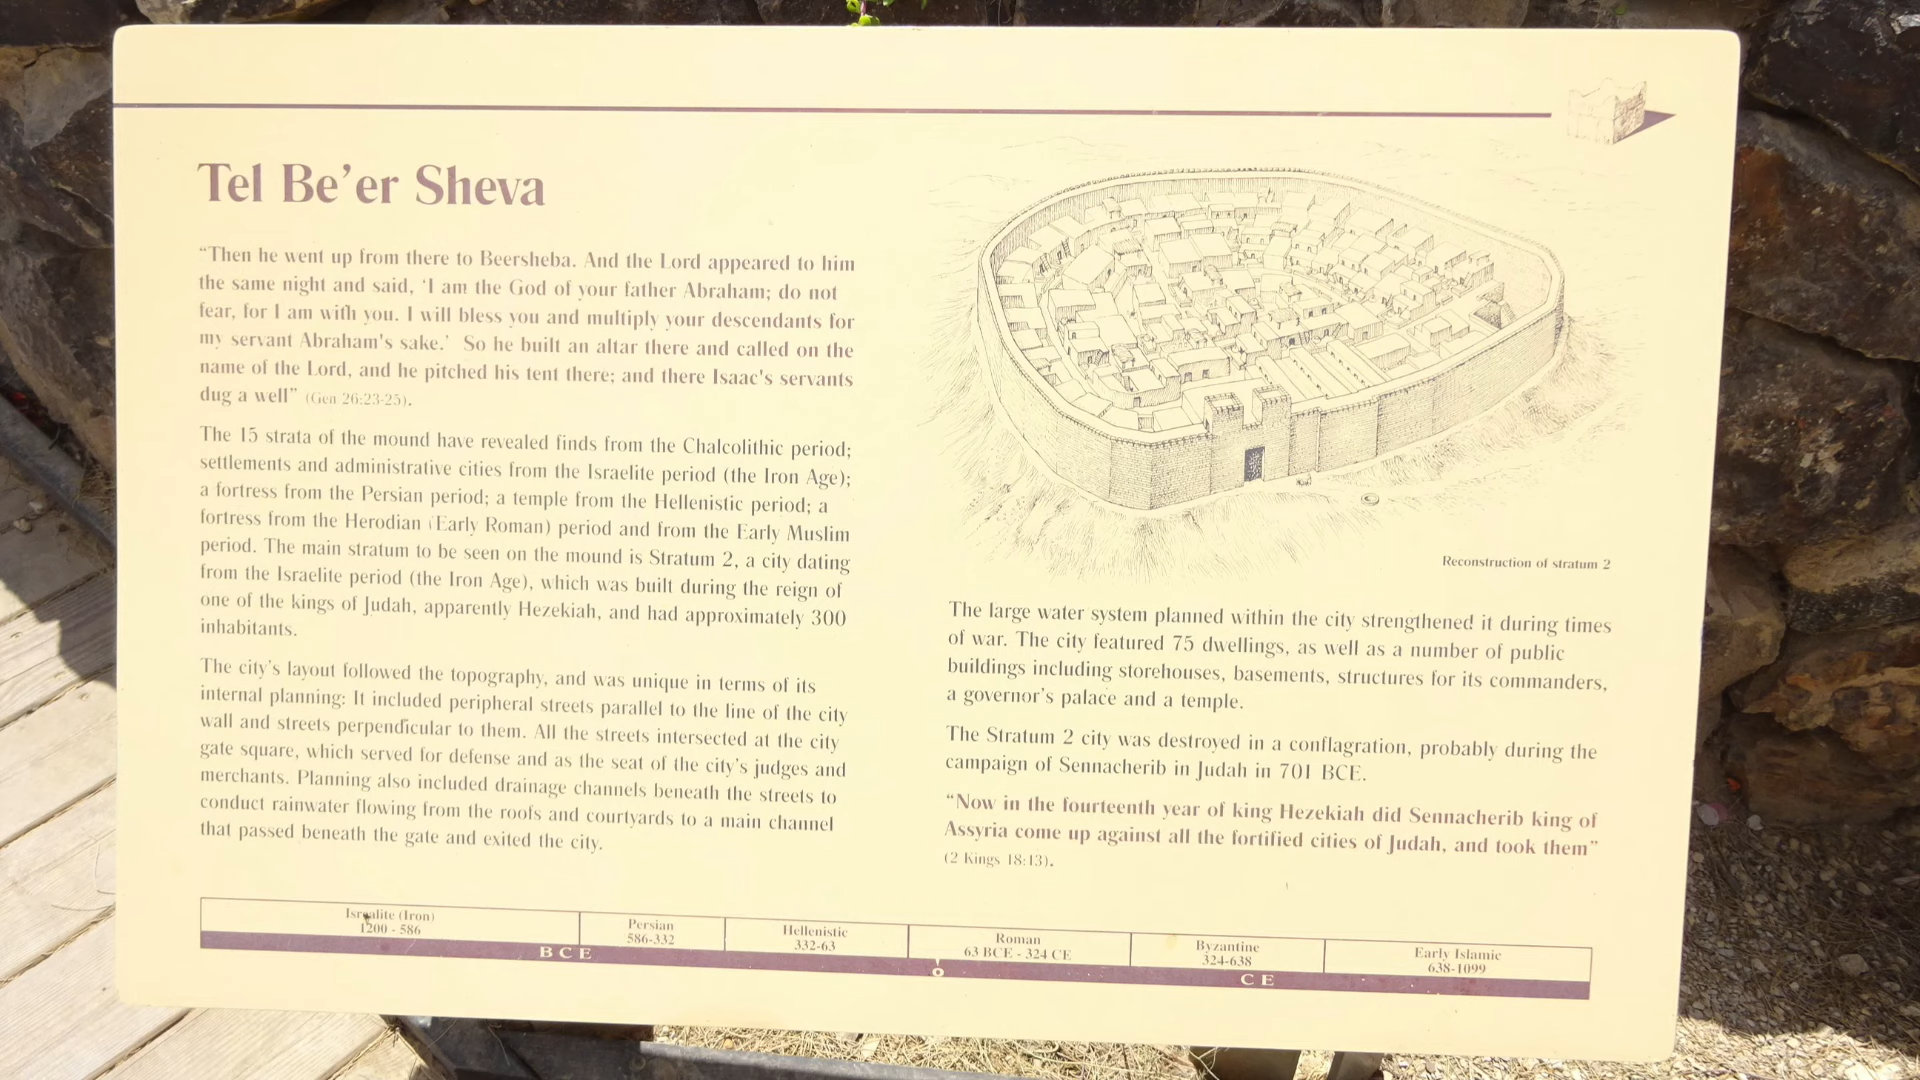 Tel Be'er Sheva
“Then he went up from there to Beersheba. And the Lord appeared to him
the same night and said, ‘I am the God of your father Abraham; do not
fear, for I am with you. I will bless you and multiply your descendants for
my servant Abraham's sake.’ So he built an altar there and called on the
name of the Lord, and he pitched his tent there; and there Isaac's servants
dug a well” (Gen 26:23-25).
The 15 strata of the mound have revealed finds from the Chalcolithic period;
settlements and administrative cities from the Israelite period (the Iron Age);
a fortress from the Persian period; a temple from the Hellenistic period; a
fortress from the Herodian (Early Roman) period and from the Early Muslim
period. The main stratum to be seen on the mound is Stratum 2, a city dating
from the Israelite period (the Iron Age), which was built during the reign of
one of the kings of Judah, apparently Hezekiah, and had approximately 300
inhabitants.
The city's layout followed the topography, and was unique in terms of its
internal planning: It included peripheral streets parallel to the line of the city
wall and streets perpendicular to them. All the streets intersected at the city
gate square, which served for defense and as the seat of the city's judges and
merchants. Planning also included drainage channels beneath the streets to
conduct rainwater flowing from the roofs and courtyards to a main channel
that passed beneath the gate and exited the city.
Reconstruction of stratum 2
The large water system planned within the city strengthened it during times
of war. The city featured 75 dwellings, as well as a number of public
buildings including storehouses, basements, structures for its commanders,
a governor's palace and a temple.
The Stratum 2 city was destroyed in a conflagration, probably during the
campaign of Sennacherib in Judah in 701 BCE.
“Now in the fourteenth year of king Hezekiah did Sennacherib king of
Assyria come up against all the fortified cities of Judah, and took them”
(2 Kings 18:13).
Israelite (Iron)
1200 - 586
Persian
586-332
Hellenistic
332-63
Roman
63 BCE - 324 CE
Byzantine
324-638
Early Islamic
638-1099
BCE
0
CE